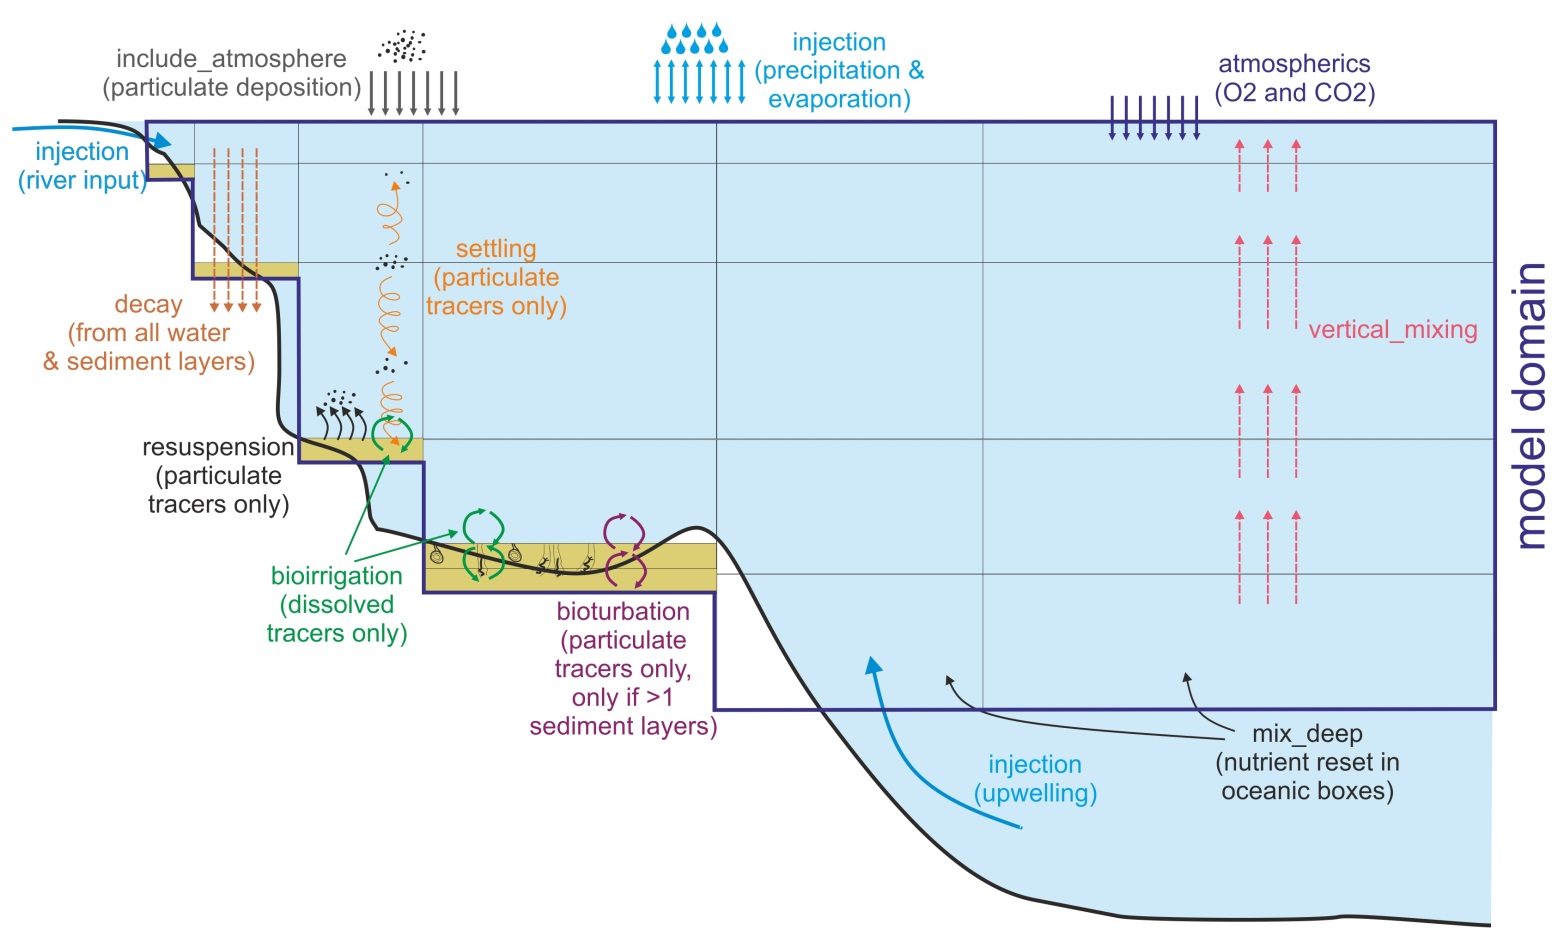 include_atmosphere
(particulate deposition)
injection
(precipitation &
evaporation)
atmospherics
(O2 and CO2)
injection
(river input)
settling
(particulate
tracers only)
decay
(from all water
& sediment layers)
vertical_mixing
model domain
resuspension
(particulate
tracers only)
bioirrigation
(dissolved
tracers only)
bioturbation
(particulate
tracers only,
only if >1
sediment layers)
injection
(upwelling)
mix_deep
(nutrient reset in
oceanic boxes)